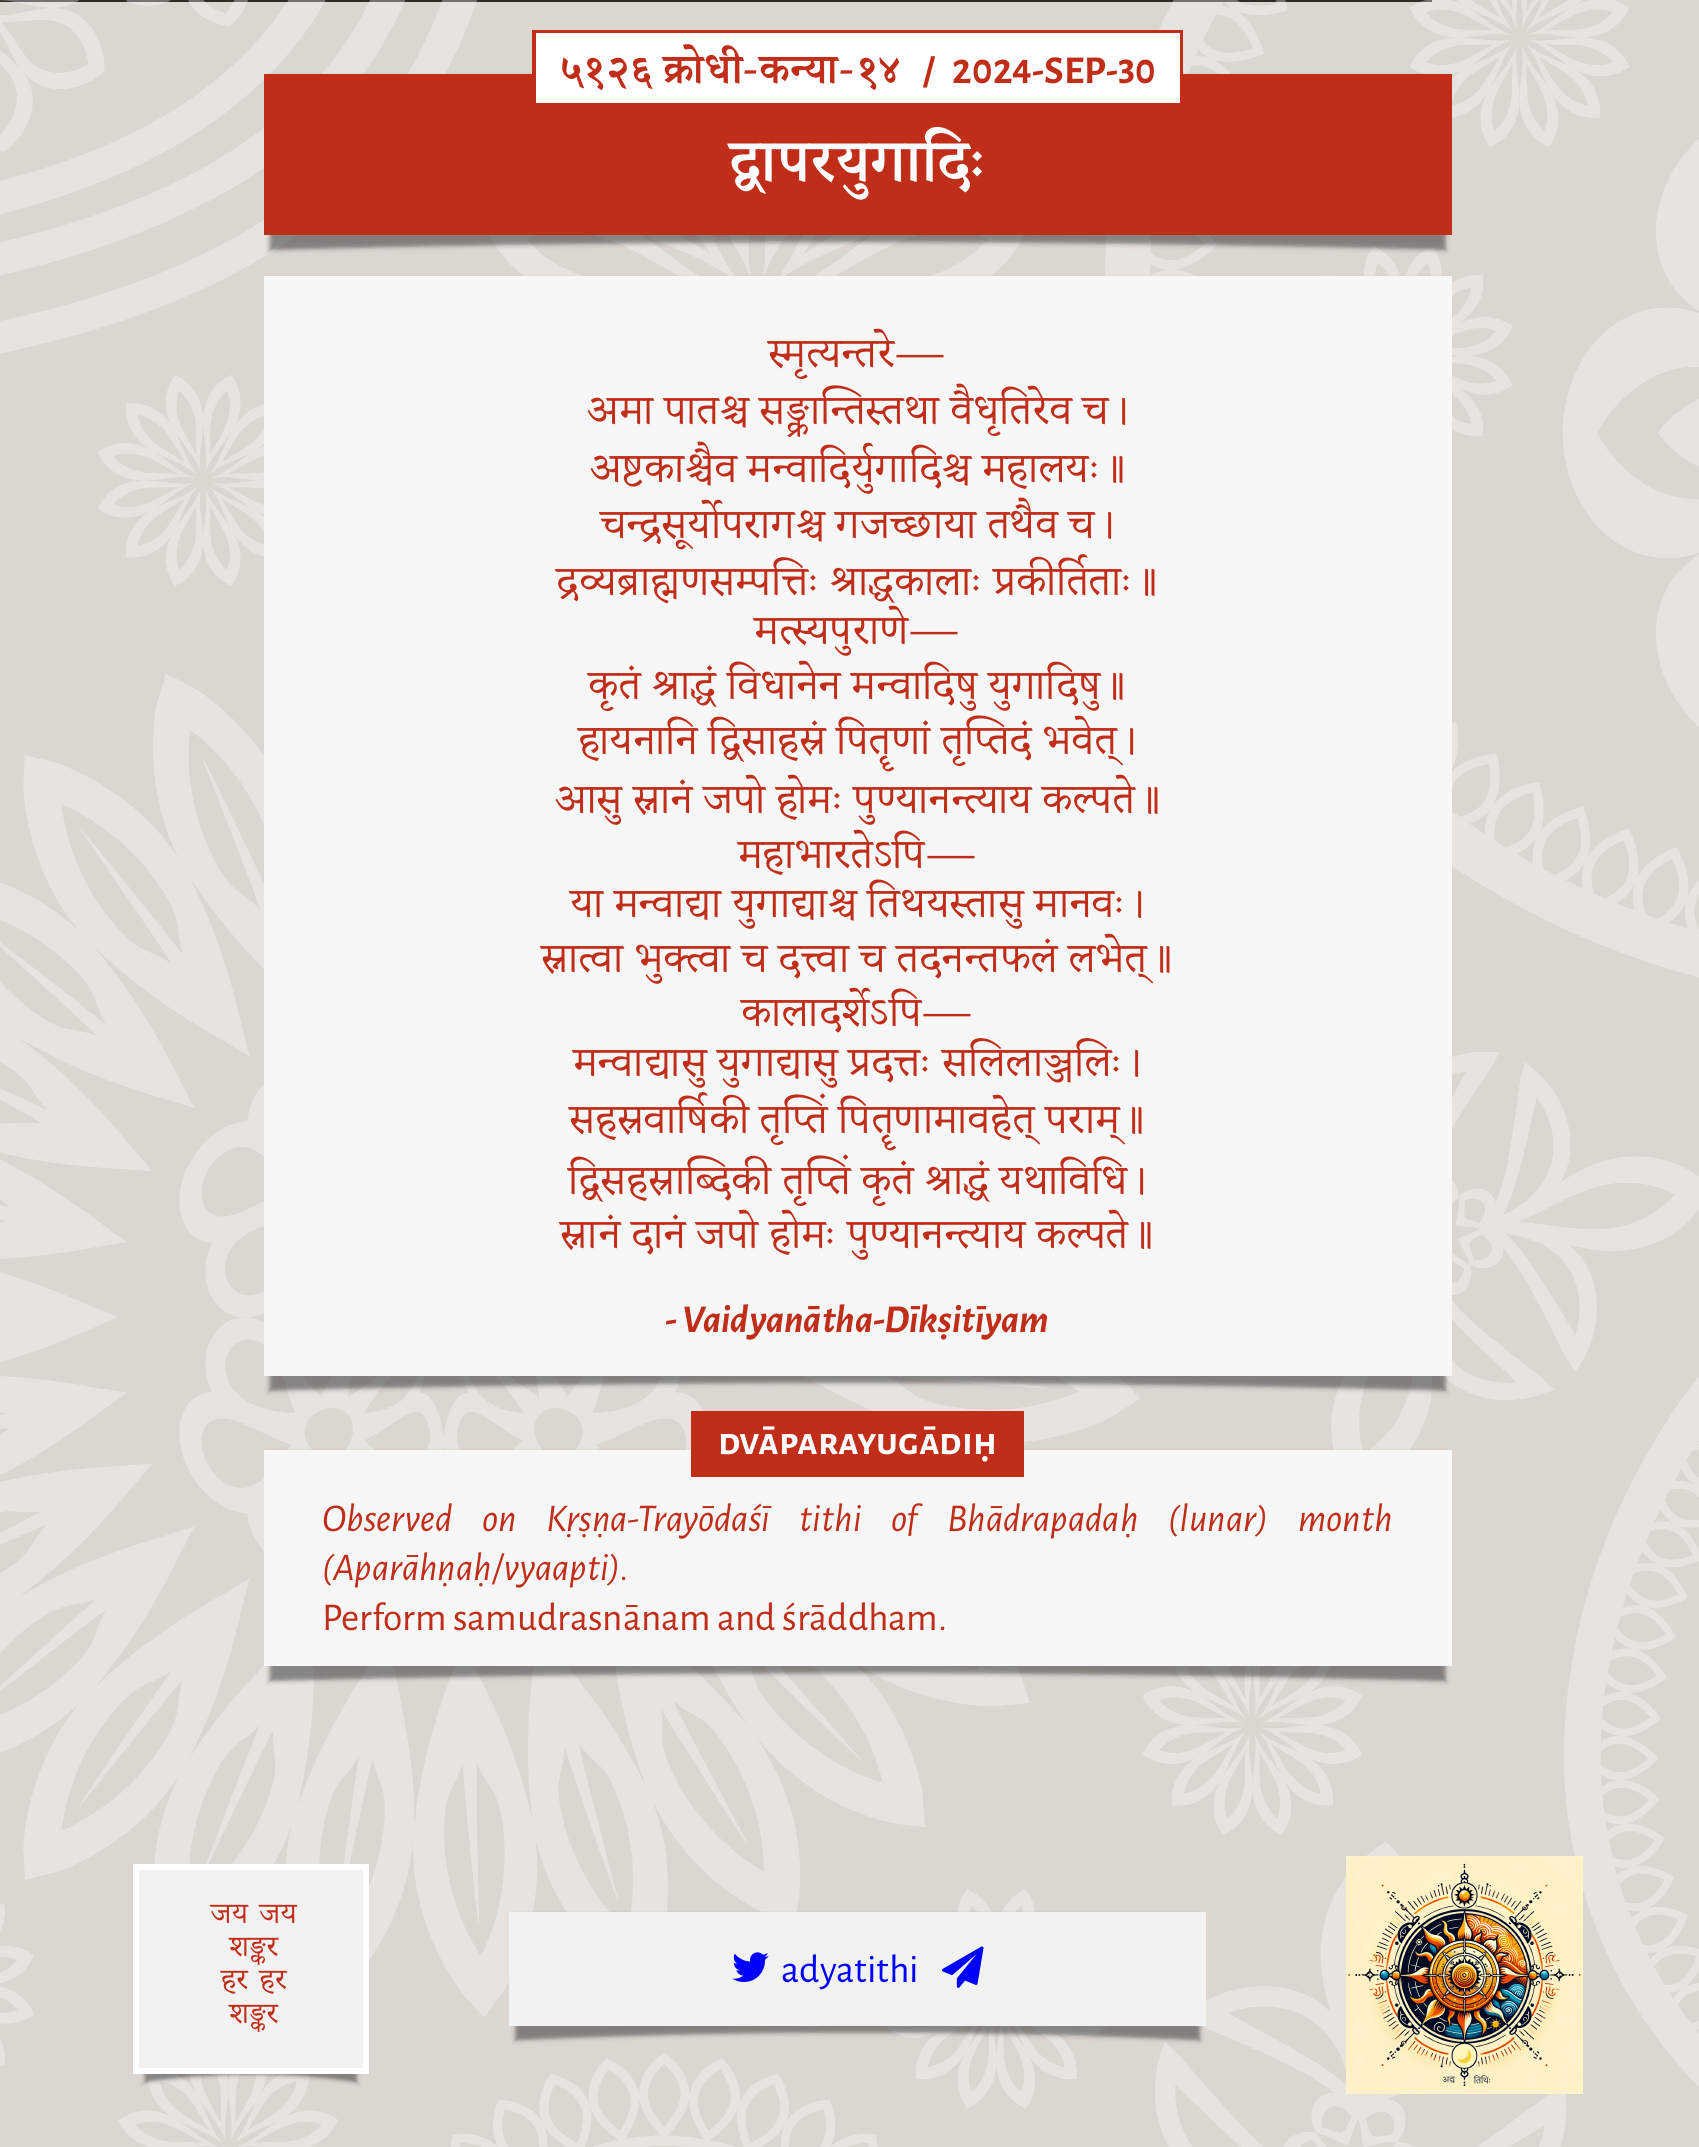 ५१२६ क्रोधी-कन्या-१४ / 2024-SEP-30
द्वापरयुगादिः
स्मृत्यन्तरे—
अमा पातश्च सङ्क्रान्तिस्तथा वैधृतिरेव च।
अष्टकाश्चैव मन्वादिर्युगादिश्च महालयः॥
चन्द्रसूर्योपरागश्च गजच्छाया तथैव च।
द्रव्यब्राह्मणसम्पत्तिः श्राद्धकालाः प्रकीर्तिताः॥
मत्स्यपुराणे—
कृतं श्राद्धं विधानेन मन्वादिषु युगादिषु॥
हायनानि द्विसाहस्रं पितॄणां तृप्तिदं भवेत्।
आसु स्नानं जपो होमः पुण्यानन्त्याय कल्पते॥
महाभारतेऽपि—
या मन्वाद्या युगाद्याश्च तिथयस्तासु मानवः।
स्नात्वा भुक्त्वा च दत्त्वा च तदनन्तफलं लभेत्॥
कालादर्शेऽपि—
मन्वाद्यासु युगाद्यासु प्रदत्तः सलिलाञ्जलिः।
सहस्रवार्षिकी तृप्तिं पितॄणामावहेत् पराम्॥
द्विसहस्राब्दिकी तृप्तिं कृतं श्राद्धं यथाविधि।
स्नानं दानं जपो होमः पुण्यानन्त्याय कल्पते॥
- Vaidyanātha-Dīkṣitīyam
DVĀPARAYUGĀDIḤ
Observed on Kṛṣṇa-Trayōdaśī tithi of Bhādrapadaḥ (lunar) month
(Aparāhṇaḥ/vyaapti).
Perform samudrasnānam and śrāddham.
जय जय
शङ्कर
हर हर
शङ्कर
adyatithi
अद्य तिथिः